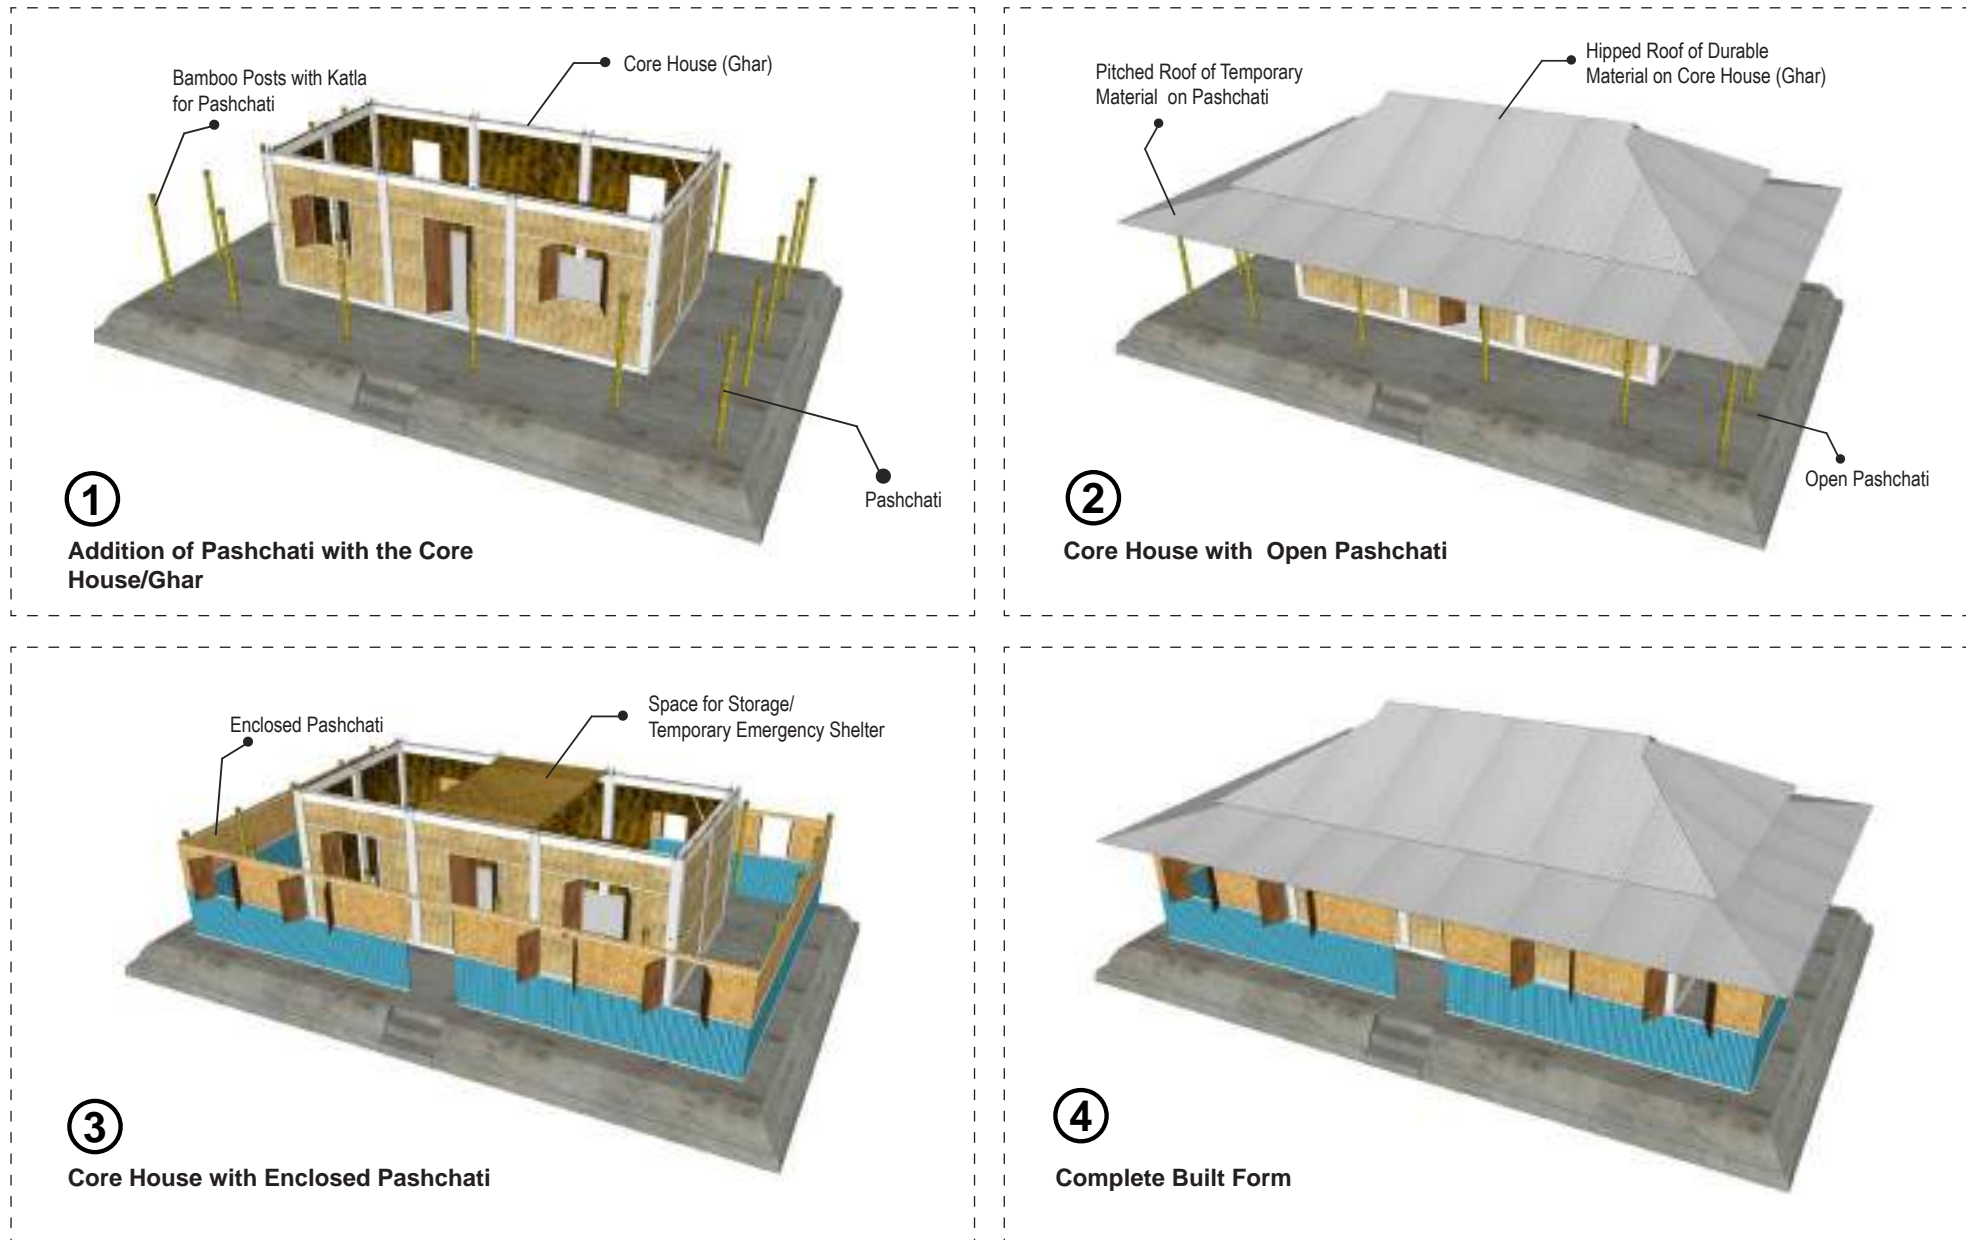 Bamboo Posts with Katla
for Pashchati
Core House (Ghar)
Pashchati
1
Addition of Pashchati with the Core
House/Ghar
Pitched Roof of Temporary
Material on Pashchati
Hipped Roof of Durable
Material on Core House (Ghar)
Open Pashchati
2
Core House with Open Pashchati
Enclosed Pashchati
Space for Storage/
Temporary Emergency Shelter
3
Core House with Enclosed Pashchati
4
Complete Built Form